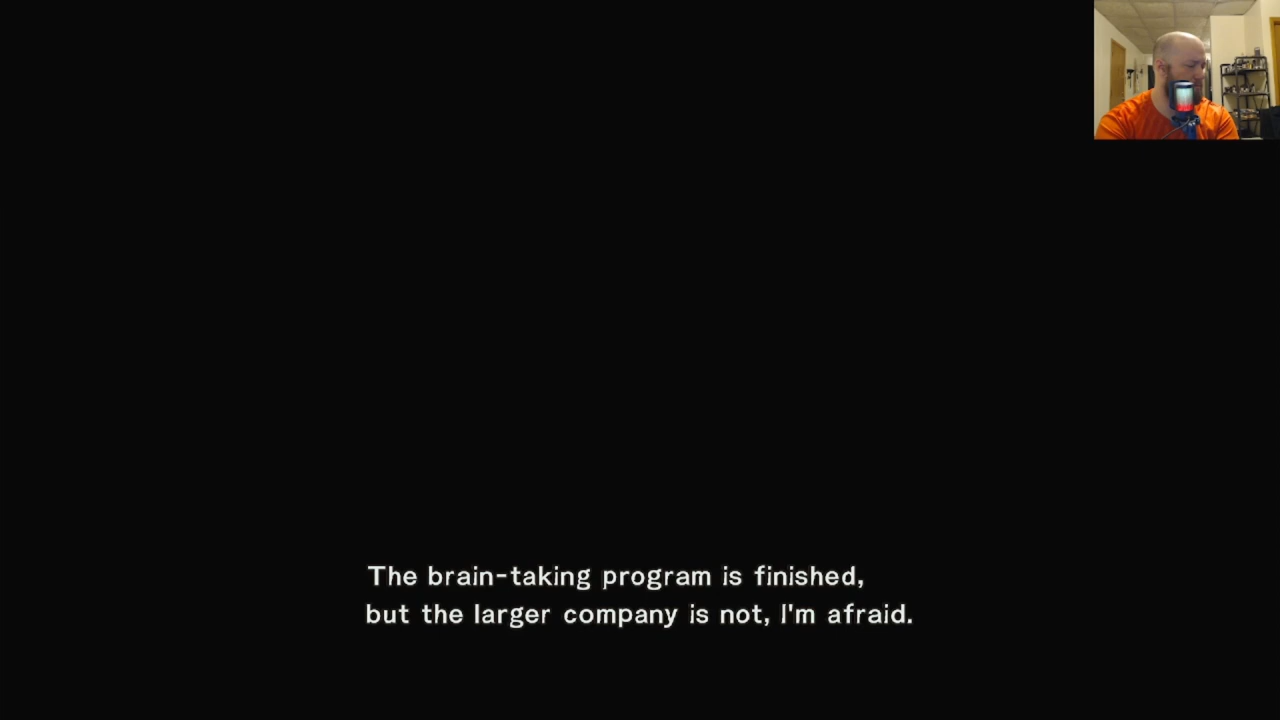 The brain-taking program is finished,
but the larger company is not, I'm afraid.